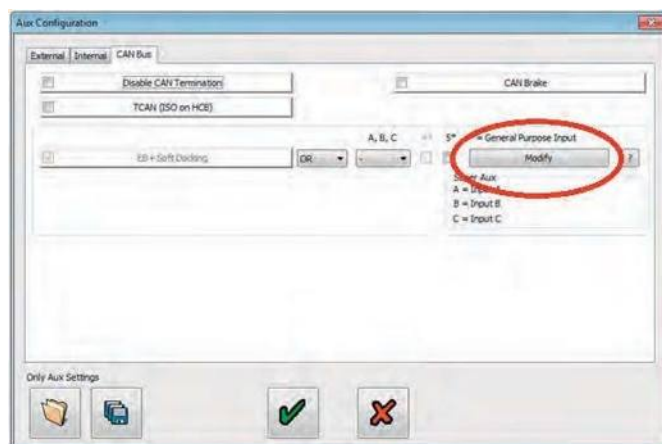 Aux Configuration
External Internal CAN Bus
Disable CAN Termination CAN Brake
TCAN (ISO on HCB)
A, B, C S* = General Purpose Input
EB + Soft Docking OR - Modify ?
Super Aux
A = Input A
B = Input B
C = Input C
Only Aux Settings